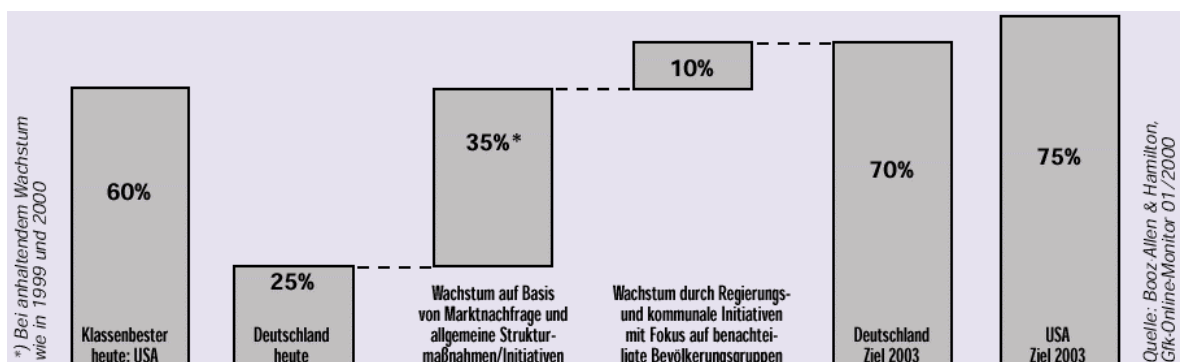 *) Bei anhaltendem Wachstum
wie in 1999 und 2000
60%
Klassenbester
heute: USA
25%
Deutschland
heute
35%*
Wachstum auf Basis
von Marktnachfrage und
allgemeine Struktur-
maßnahmen/Initiativen
10%
Wachstum durch Regierungs-
und kommunale Initiativen
mit Fokus auf benachtei-
ligte Bevölkerungsgruppen
70%
Deutschland
Ziel 2003
75%
USA
Ziel 2003
Quelle: Booz Allen & Hamilton,
Gfk-Online-Monitor 01/2000